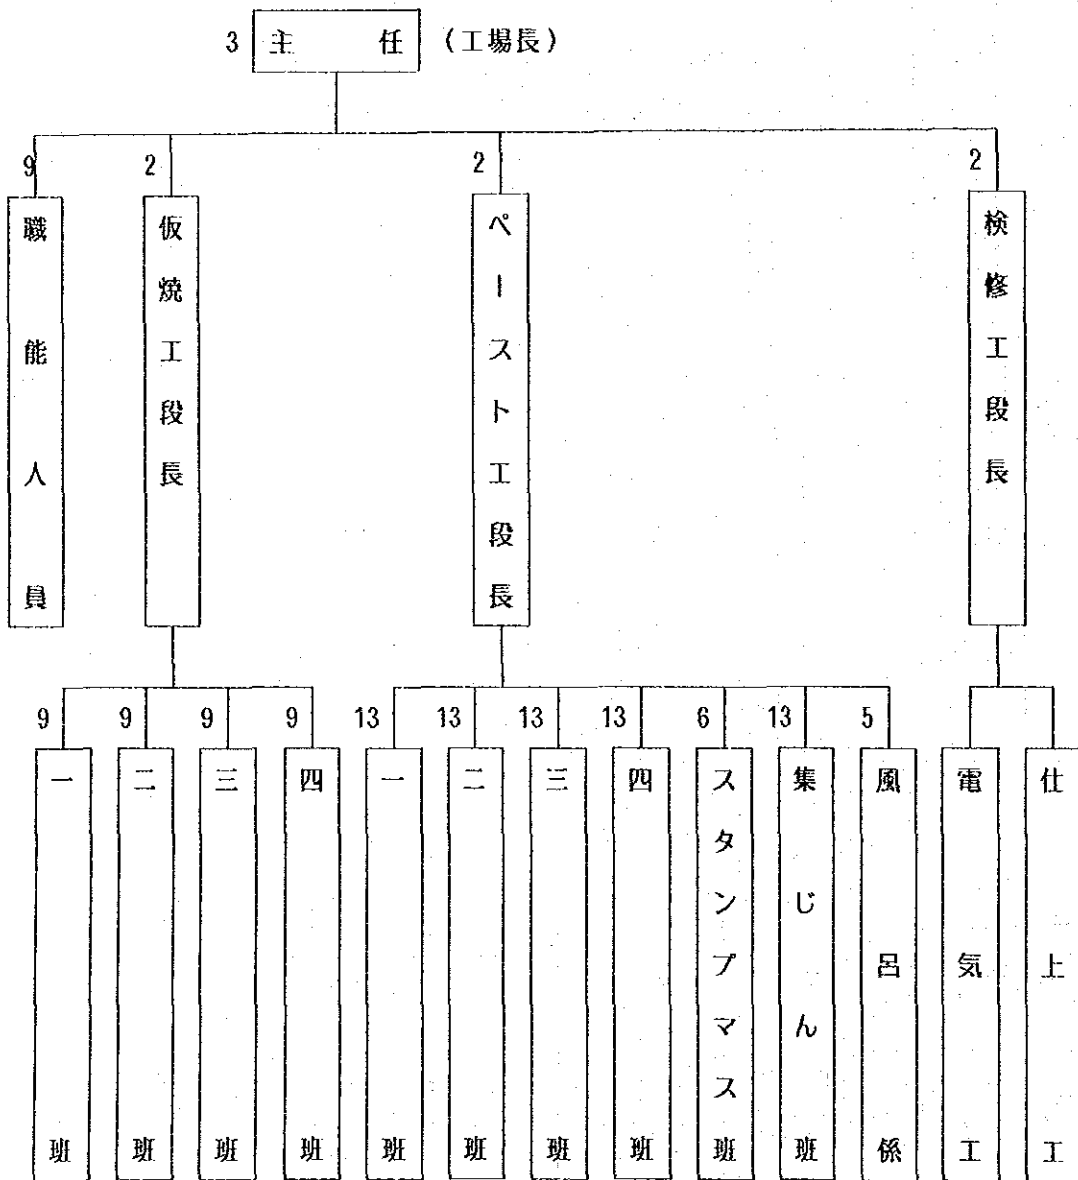 3 主任 (工場長)
9 職能人員
2 仮焼工段長
2 ペースト工段長
2 検修工段長
9 一班
9 二班
9 三班
9 四班
13 一班
13 二班
13 三班
13 四班
6 スタンプマス班
13 集じん班
5 風呂係
電気工
仕上工